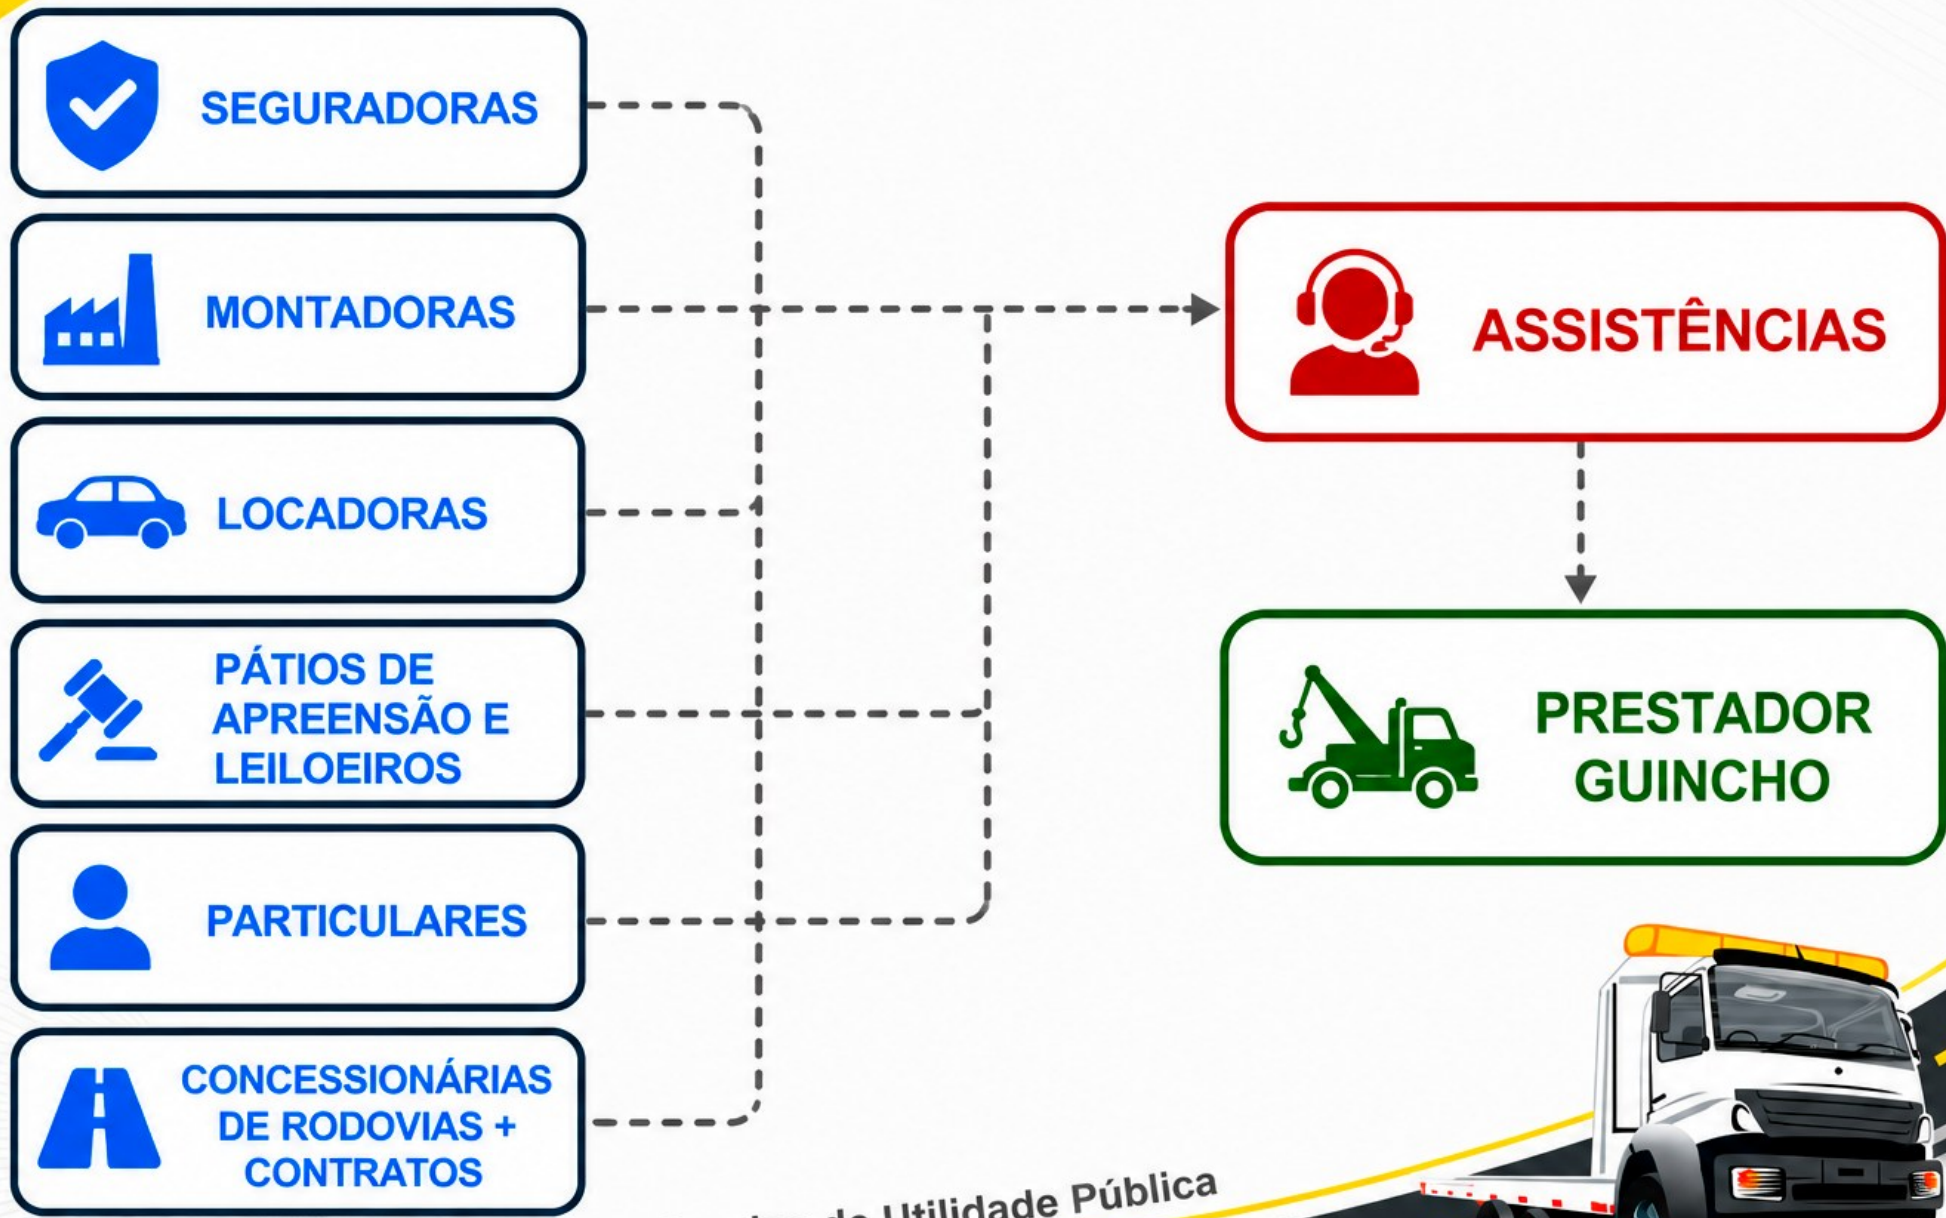 SEGURADORAS
MONTADORAS
LOCADORAS
PÁTIOS DE
APREENSÃO E
LEILOEIROS
PARTICULARES
CONCESSIONÁRIAS
DE RODOVIAS +
CONTRATOS
ASSISTÊNCIAS
PRESTADOR
GUINCHO
Utilidade Pública